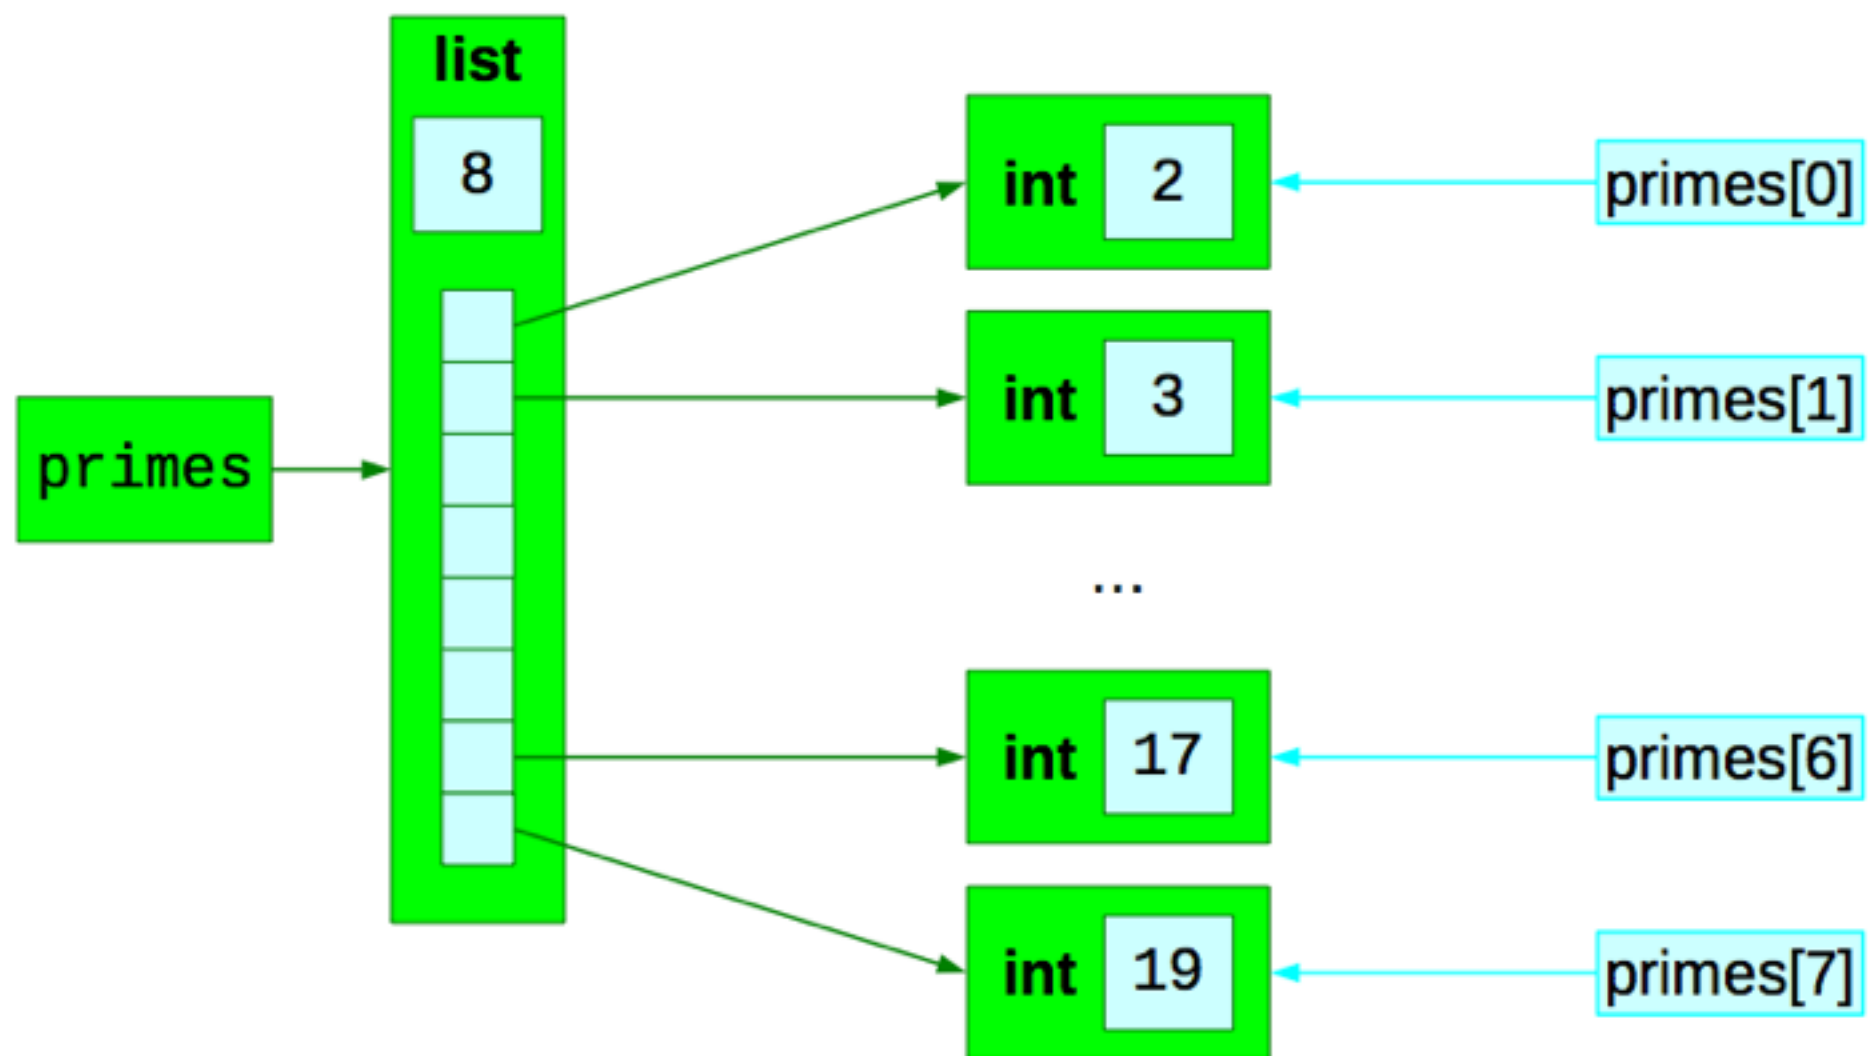 list
8
int 2
primes[0]
int 3
primes[1]
primes
...
int 17
primes[6]
int 19
primes[7]